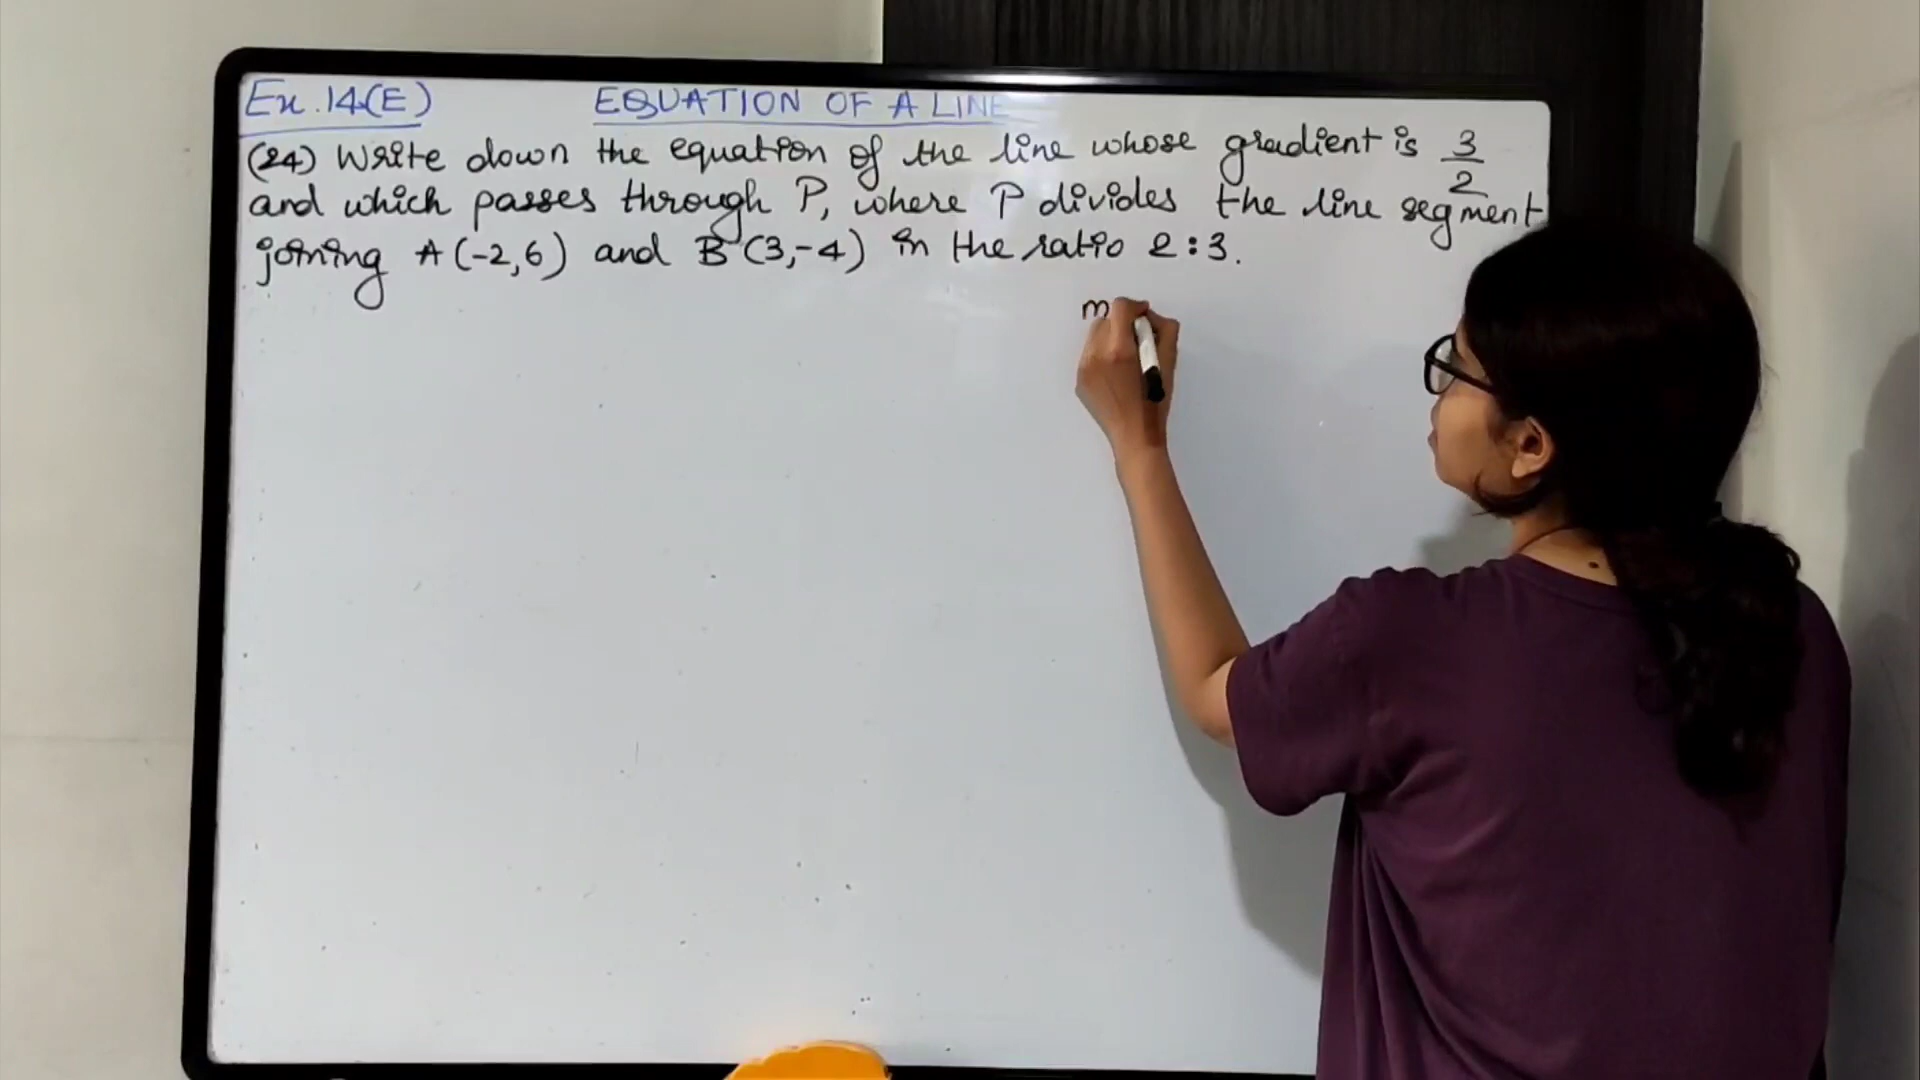 Ex.14(E) EQUATION OF A LINE
(24) Write down the equation of the line whose gradient is 3/2
and which passes through P, where P divides the line segment
joining A(-2,6) and B(3,-4) in the ratio 2:3.
m